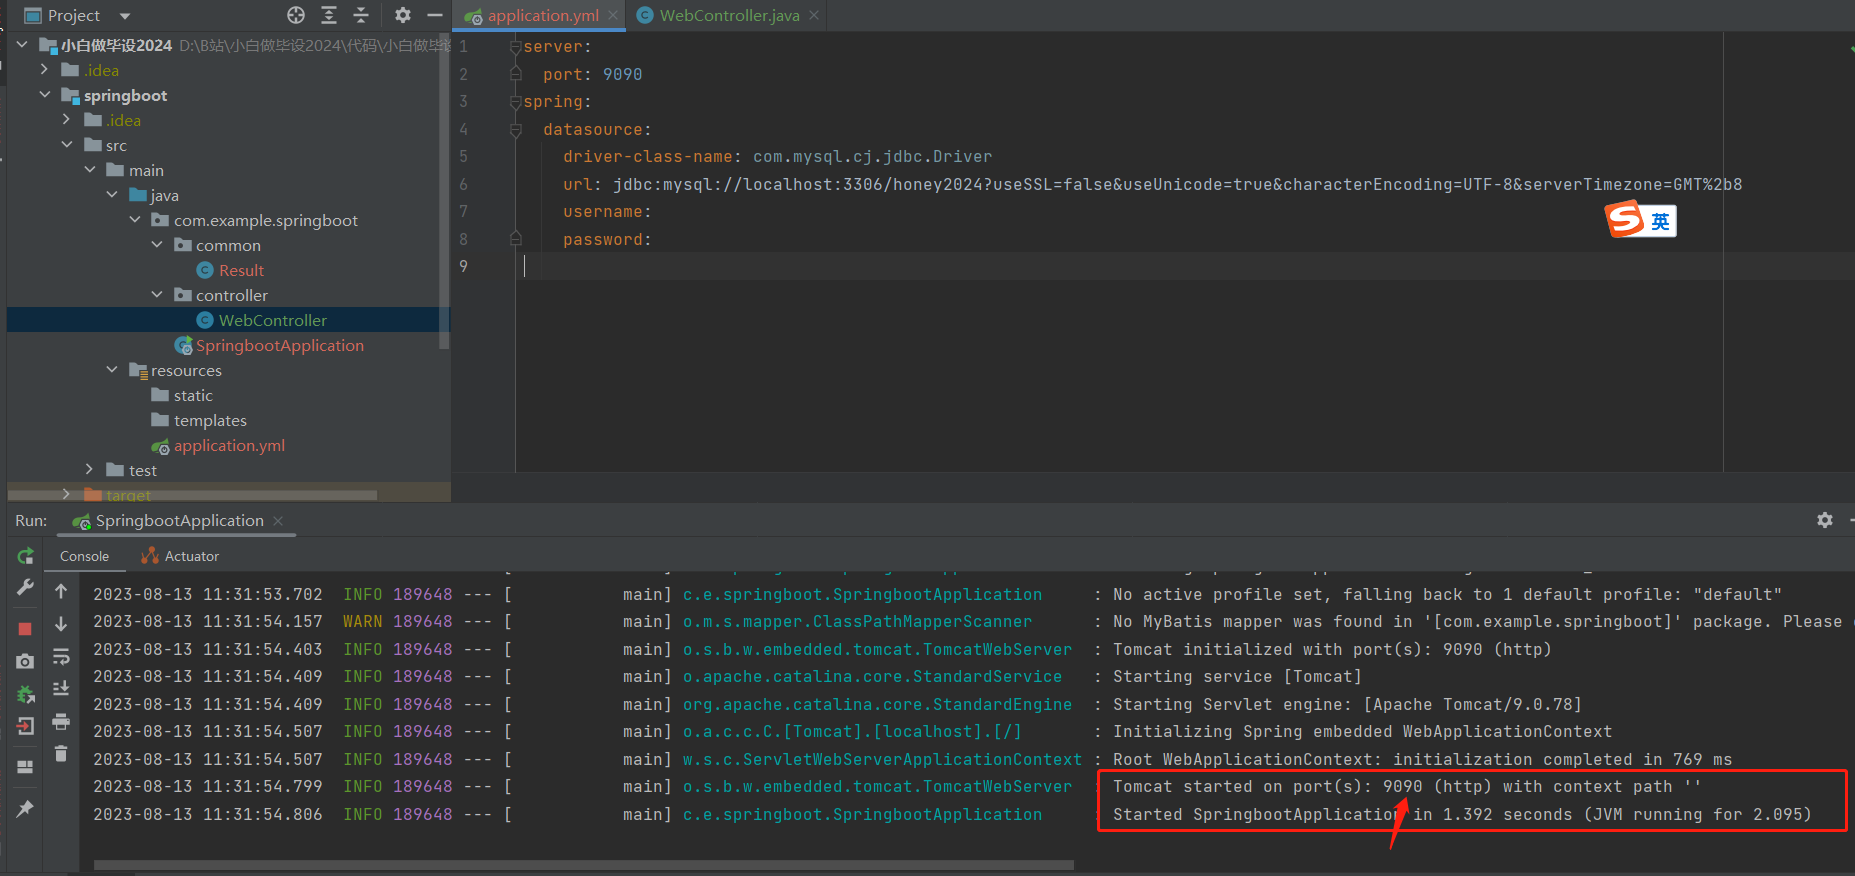 Project
application.yml
WebController.java
小白做毕设2024 D:\B站\小白做毕设2024\代码\小白做毕设
.idea
springboot
.idea
src
main
java
com.example.springboot
common
Result
controller
WebController
SpringbootApplication
resources
static
templates
application.yml
test
target
1 server:
2 port: 9090
3 spring:
4 datasource:
5 driver-class-name: com.mysql.cj.jdbc.Driver
6 url: jdbc:mysql://localhost:3306/honey2024?useSSL=false&useUnicode=true&characterEncoding=UTF-8&serverTimezone=GMT%2b8
7 username:
8 password:
9
S 英
Run: SpringbootApplication
Console Actuator
2023-08-13 11:31:53.702 INFO 189648 --- [ main] c.e.springboot.SpringbootApplication : No active profile set, falling back to 1 default profile: "default"
2023-08-13 11:31:54.157 WARN 189648 --- [ main] o.m.s.mapper.ClassPathMapperScanner : No MyBatis mapper was found in '[com.example.springboot]' package. Please
2023-08-13 11:31:54.403 INFO 189648 --- [ main] o.s.b.w.embedded.tomcat.TomcatWebServer : Tomcat initialized with port(s): 9090 (http)
2023-08-13 11:31:54.409 INFO 189648 --- [ main] o.apache.catalina.core.StandardService : Starting service [Tomcat]
2023-08-13 11:31:54.409 INFO 189648 --- [ main] org.apache.catalina.core.StandardEngine : Starting Servlet engine: [Apache Tomcat/9.0.78]
2023-08-13 11:31:54.507 INFO 189648 --- [ main] o.a.c.c.C.[Tomcat].[localhost].[/] : Initializing Spring embedded WebApplicationContext
2023-08-13 11:31:54.507 INFO 189648 --- [ main] w.s.c.ServletWebServerApplicationContext : Root WebApplicationContext: initialization completed in 769 ms
2023-08-13 11:31:54.799 INFO 189648 --- [ main] o.s.b.w.embedded.tomcat.TomcatWebServer : Tomcat started on port(s): 9090 (http) with context path ''
2023-08-13 11:31:54.806 INFO 189648 --- [ main] c.e.springboot.SpringbootApplication : Started SpringbootApplication in 1.392 seconds (JVM running for 2.095)